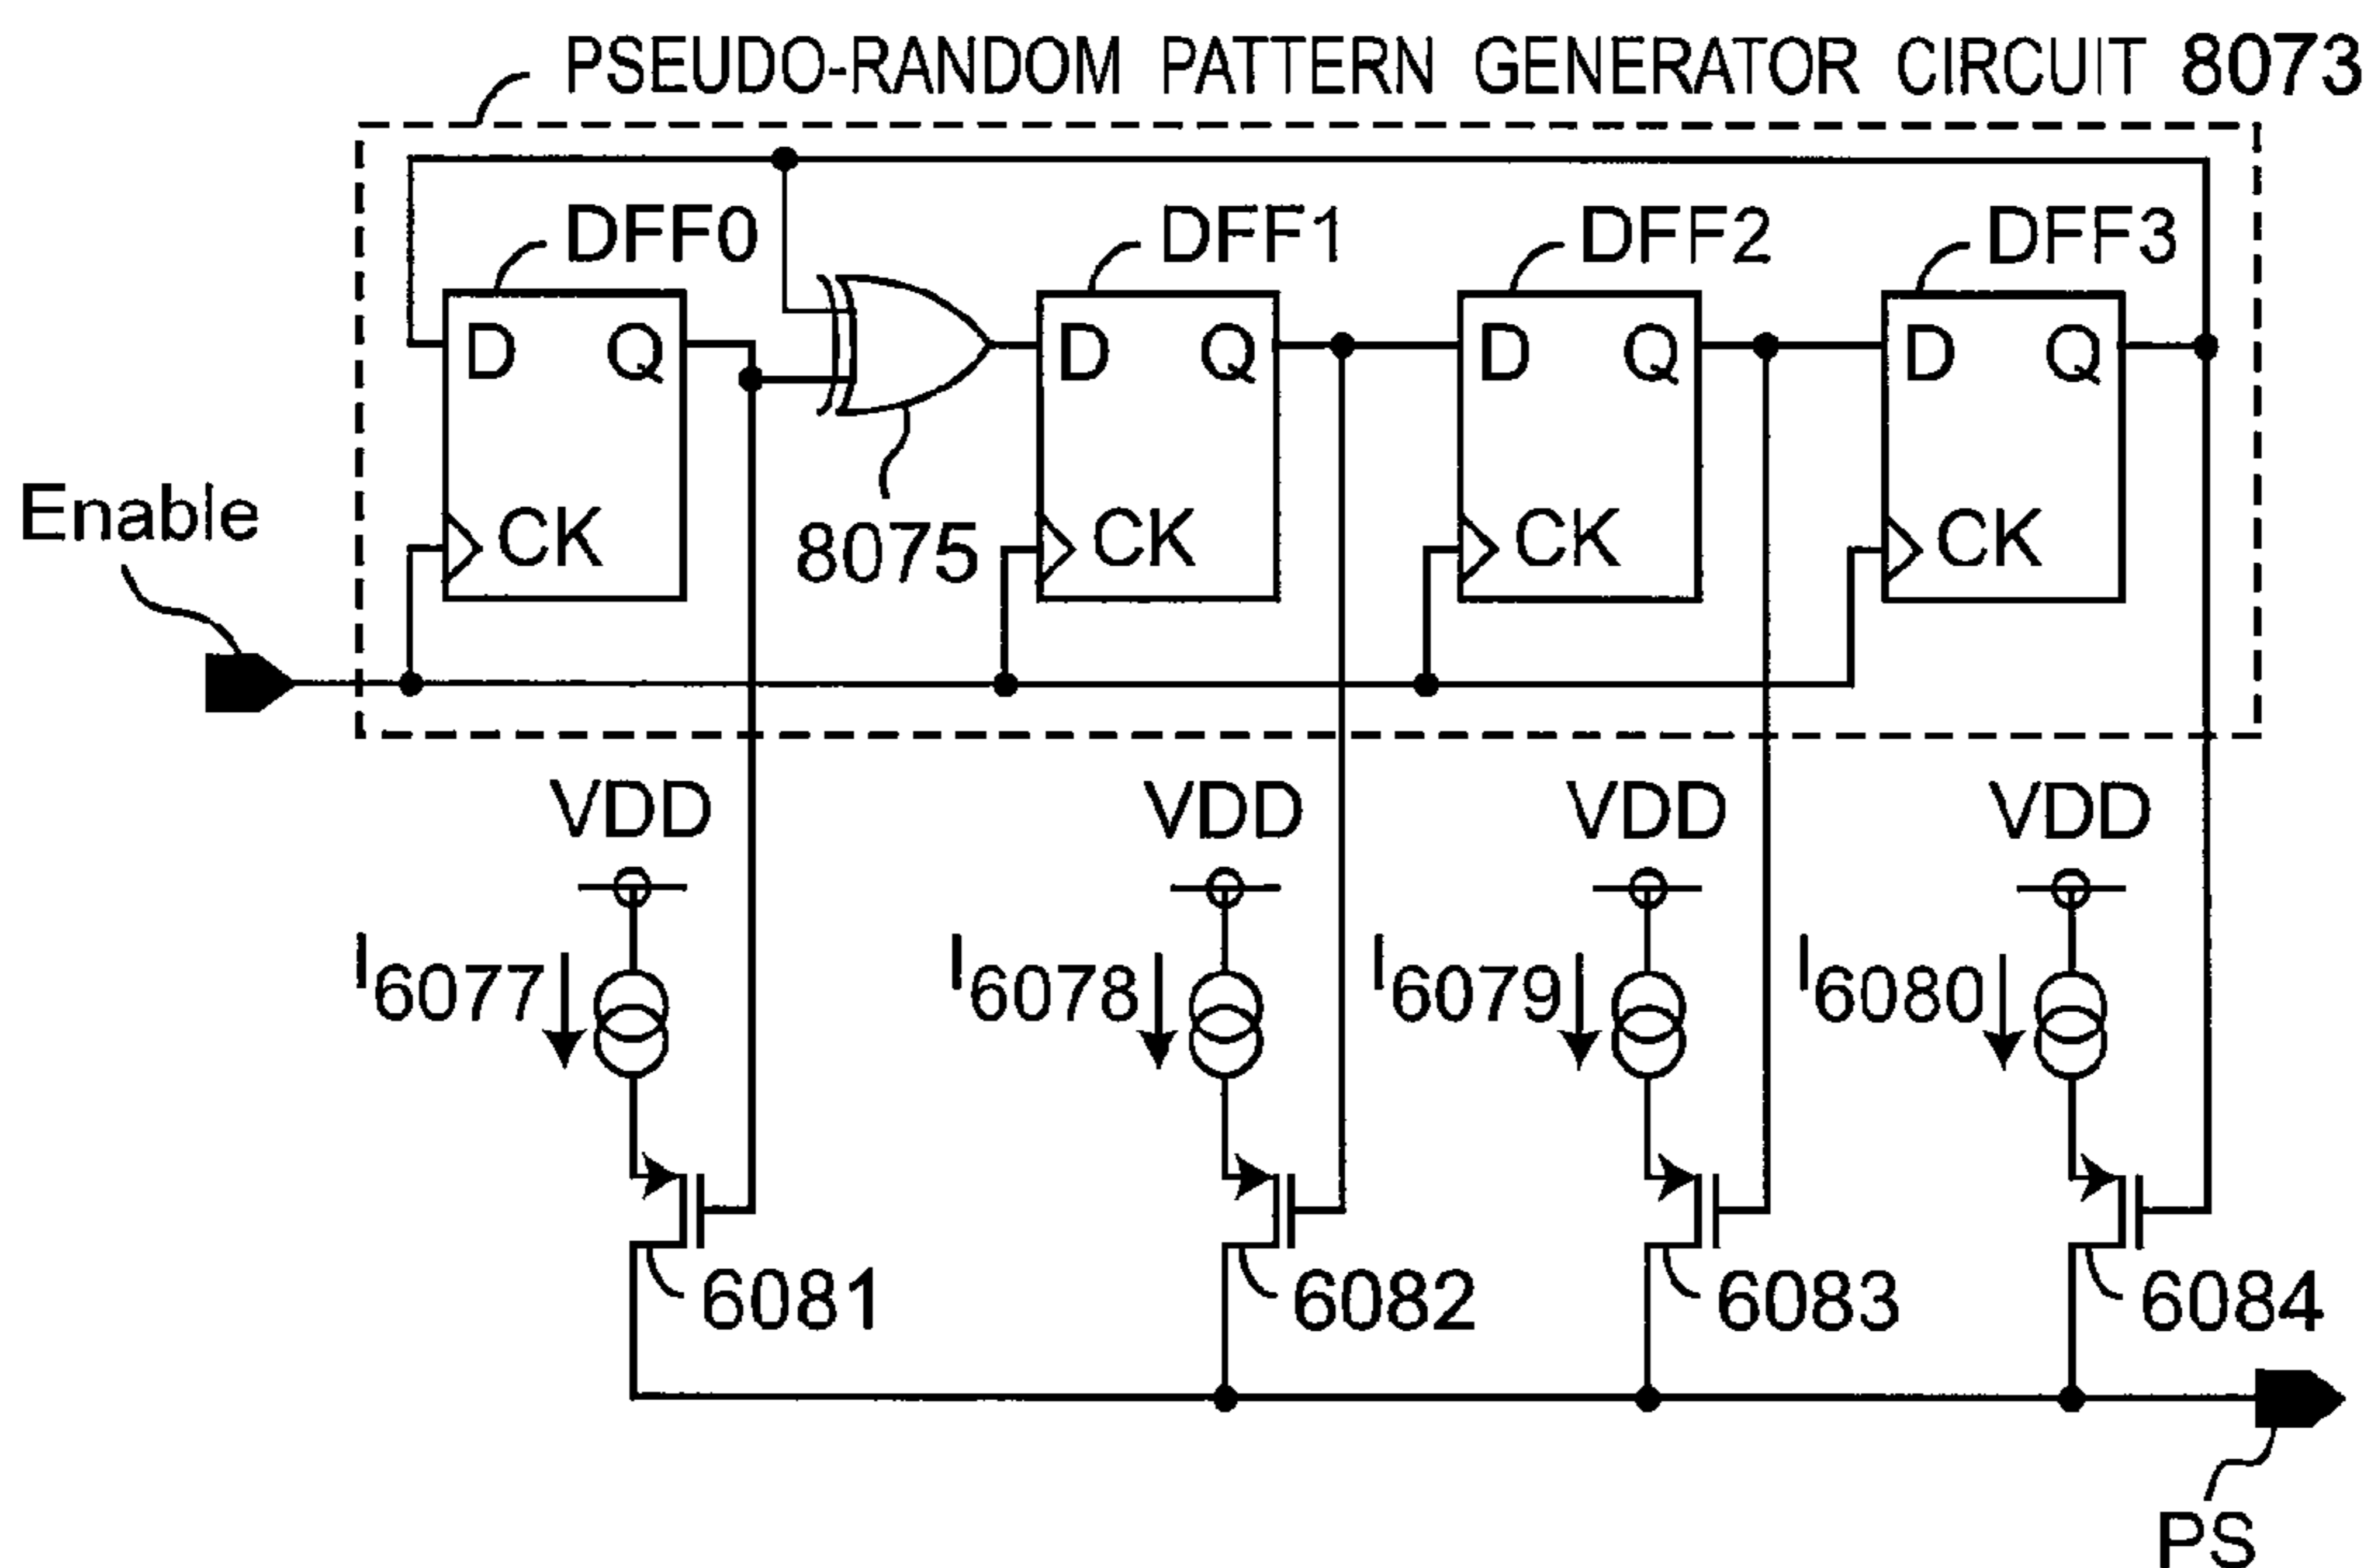 PSEUDO-RANDOM PATTERN GENERATOR CIRCUIT 8073
DFF0 DFF1 DFF2 DFF3
D Q D Q D Q D Q
Enable
CK CK CK CK
8075
VDD VDD VDD VDD
I6077 I6078 I6079 I6080
6081 6082 6083 6084
PS